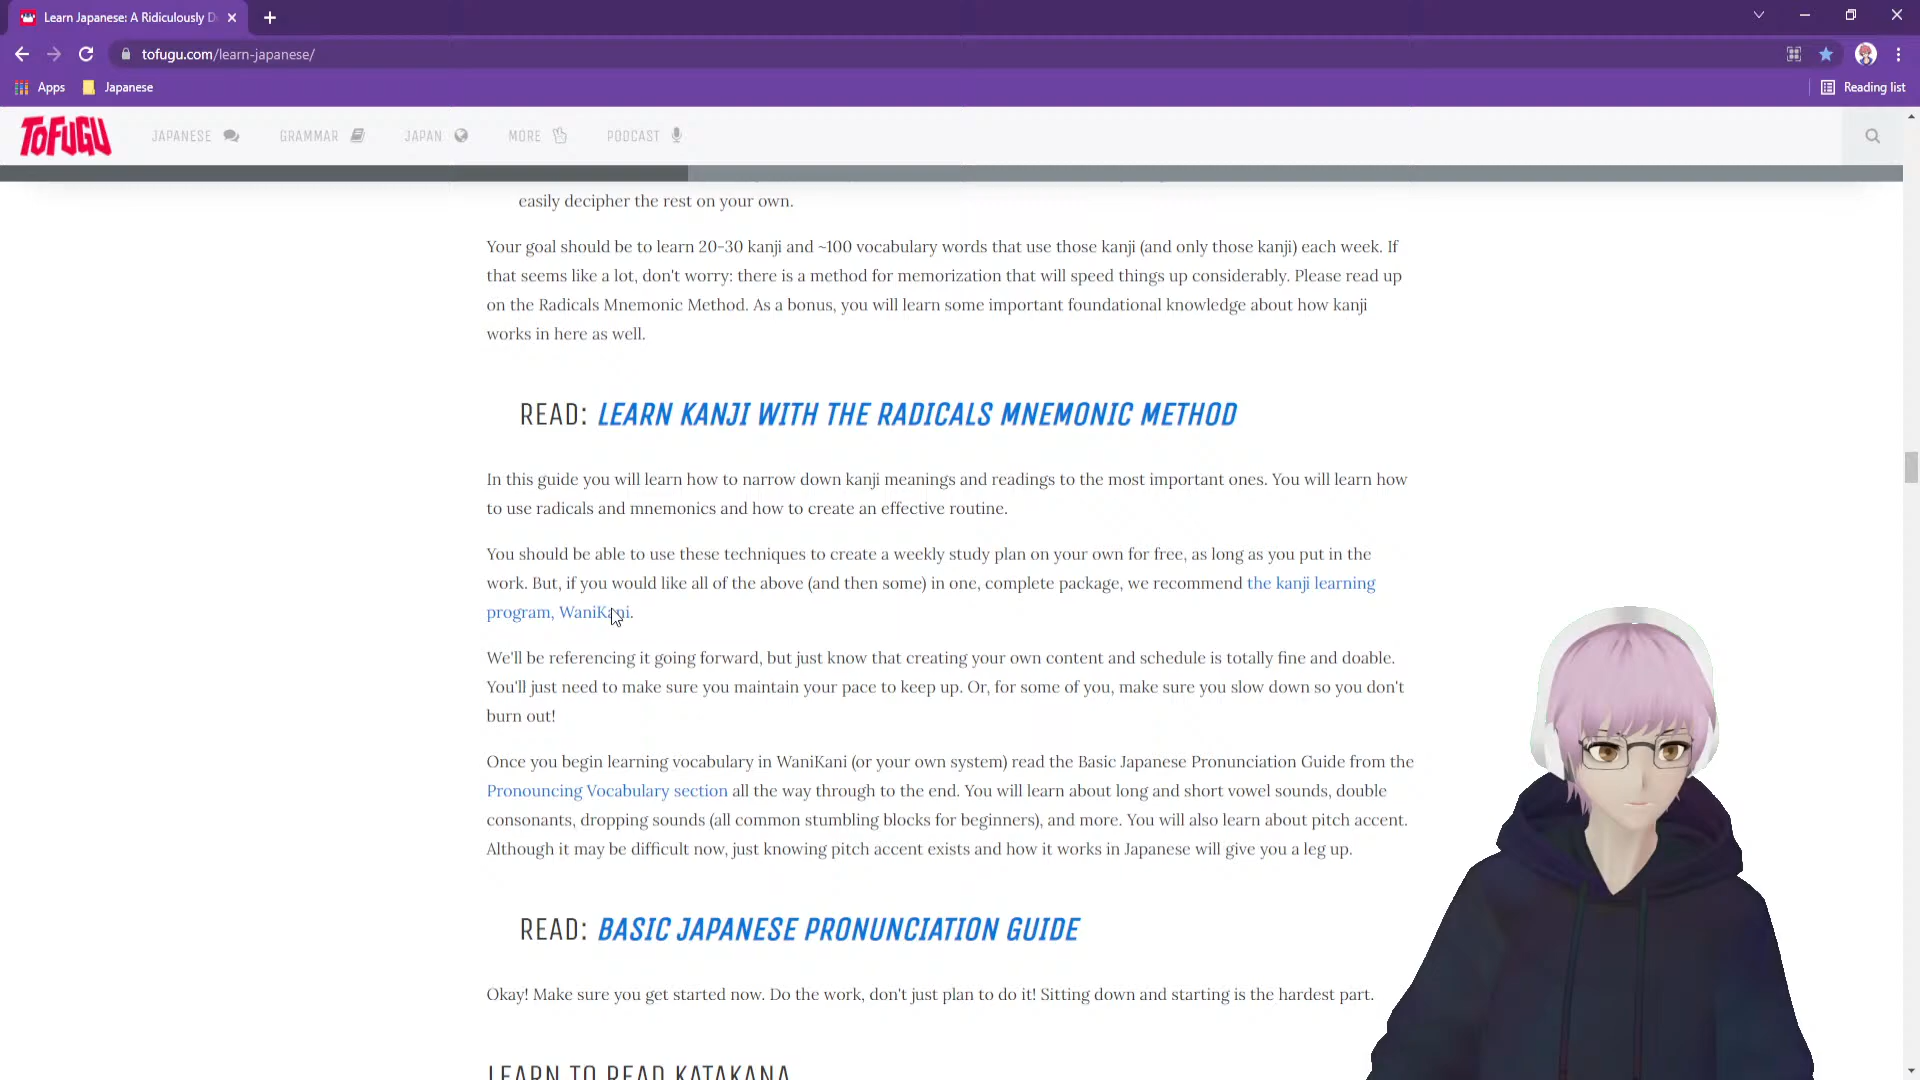 Learn Japanese: A Ridiculously D
tofugu.com/learn-japanese/
Apps
Japanese
Reading list
TOFUGU
JAPANESE
GRAMMAR
JAPAN
MORE
PODCAST
easily decipher the rest on your own.
Your goal should be to learn 20-30 kanji and ~100 vocabulary words that use those kanji (and only those kanji) each week. If
that seems like a lot, don't worry: there is a method for memorization that will speed things up considerably. Please read up
on the Radicals Mnemonic Method. As a bonus, you will learn some important foundational knowledge about how kanji
works in here as well.
READ: LEARN KANJI WITH THE RADICALS MNEMONIC METHOD
In this guide you will learn how to narrow down kanji meanings and readings to the most important ones. You will learn how
to use radicals and mnemonics and how to create an effective routine.
You should be able to use these techniques to create a weekly study plan on your own for free, as long as you put in the
work. But, if you would like all of the above (and then some) in one, complete package, we recommend the kanji learning
program, WaniKani.
We'll be referencing it going forward, but just know that creating your own content and schedule is totally fine and doable.
You'll just need to make sure you maintain your pace to keep up. Or, for some of you, make sure you slow down so you don't
burn out!
Once you begin learning vocabulary in WaniKani (or your own system) read the Basic Japanese Pronunciation Guide from the
Pronouncing Vocabulary section all the way through to the end. You will learn about long and short vowel sounds, double
consonants, dropping sounds (all common stumbling blocks for beginners), and more. You will also learn about pitch accent.
Although it may be difficult now, just knowing pitch accent exists and how it works in Japanese will give you a leg up.
READ: BASIC JAPANESE PRONUNCIATION GUIDE
Okay! Make sure you get started now. Do the work, don't just plan to do it! Sitting down and starting is the hardest part.
LEARN TO READ KATAKANA